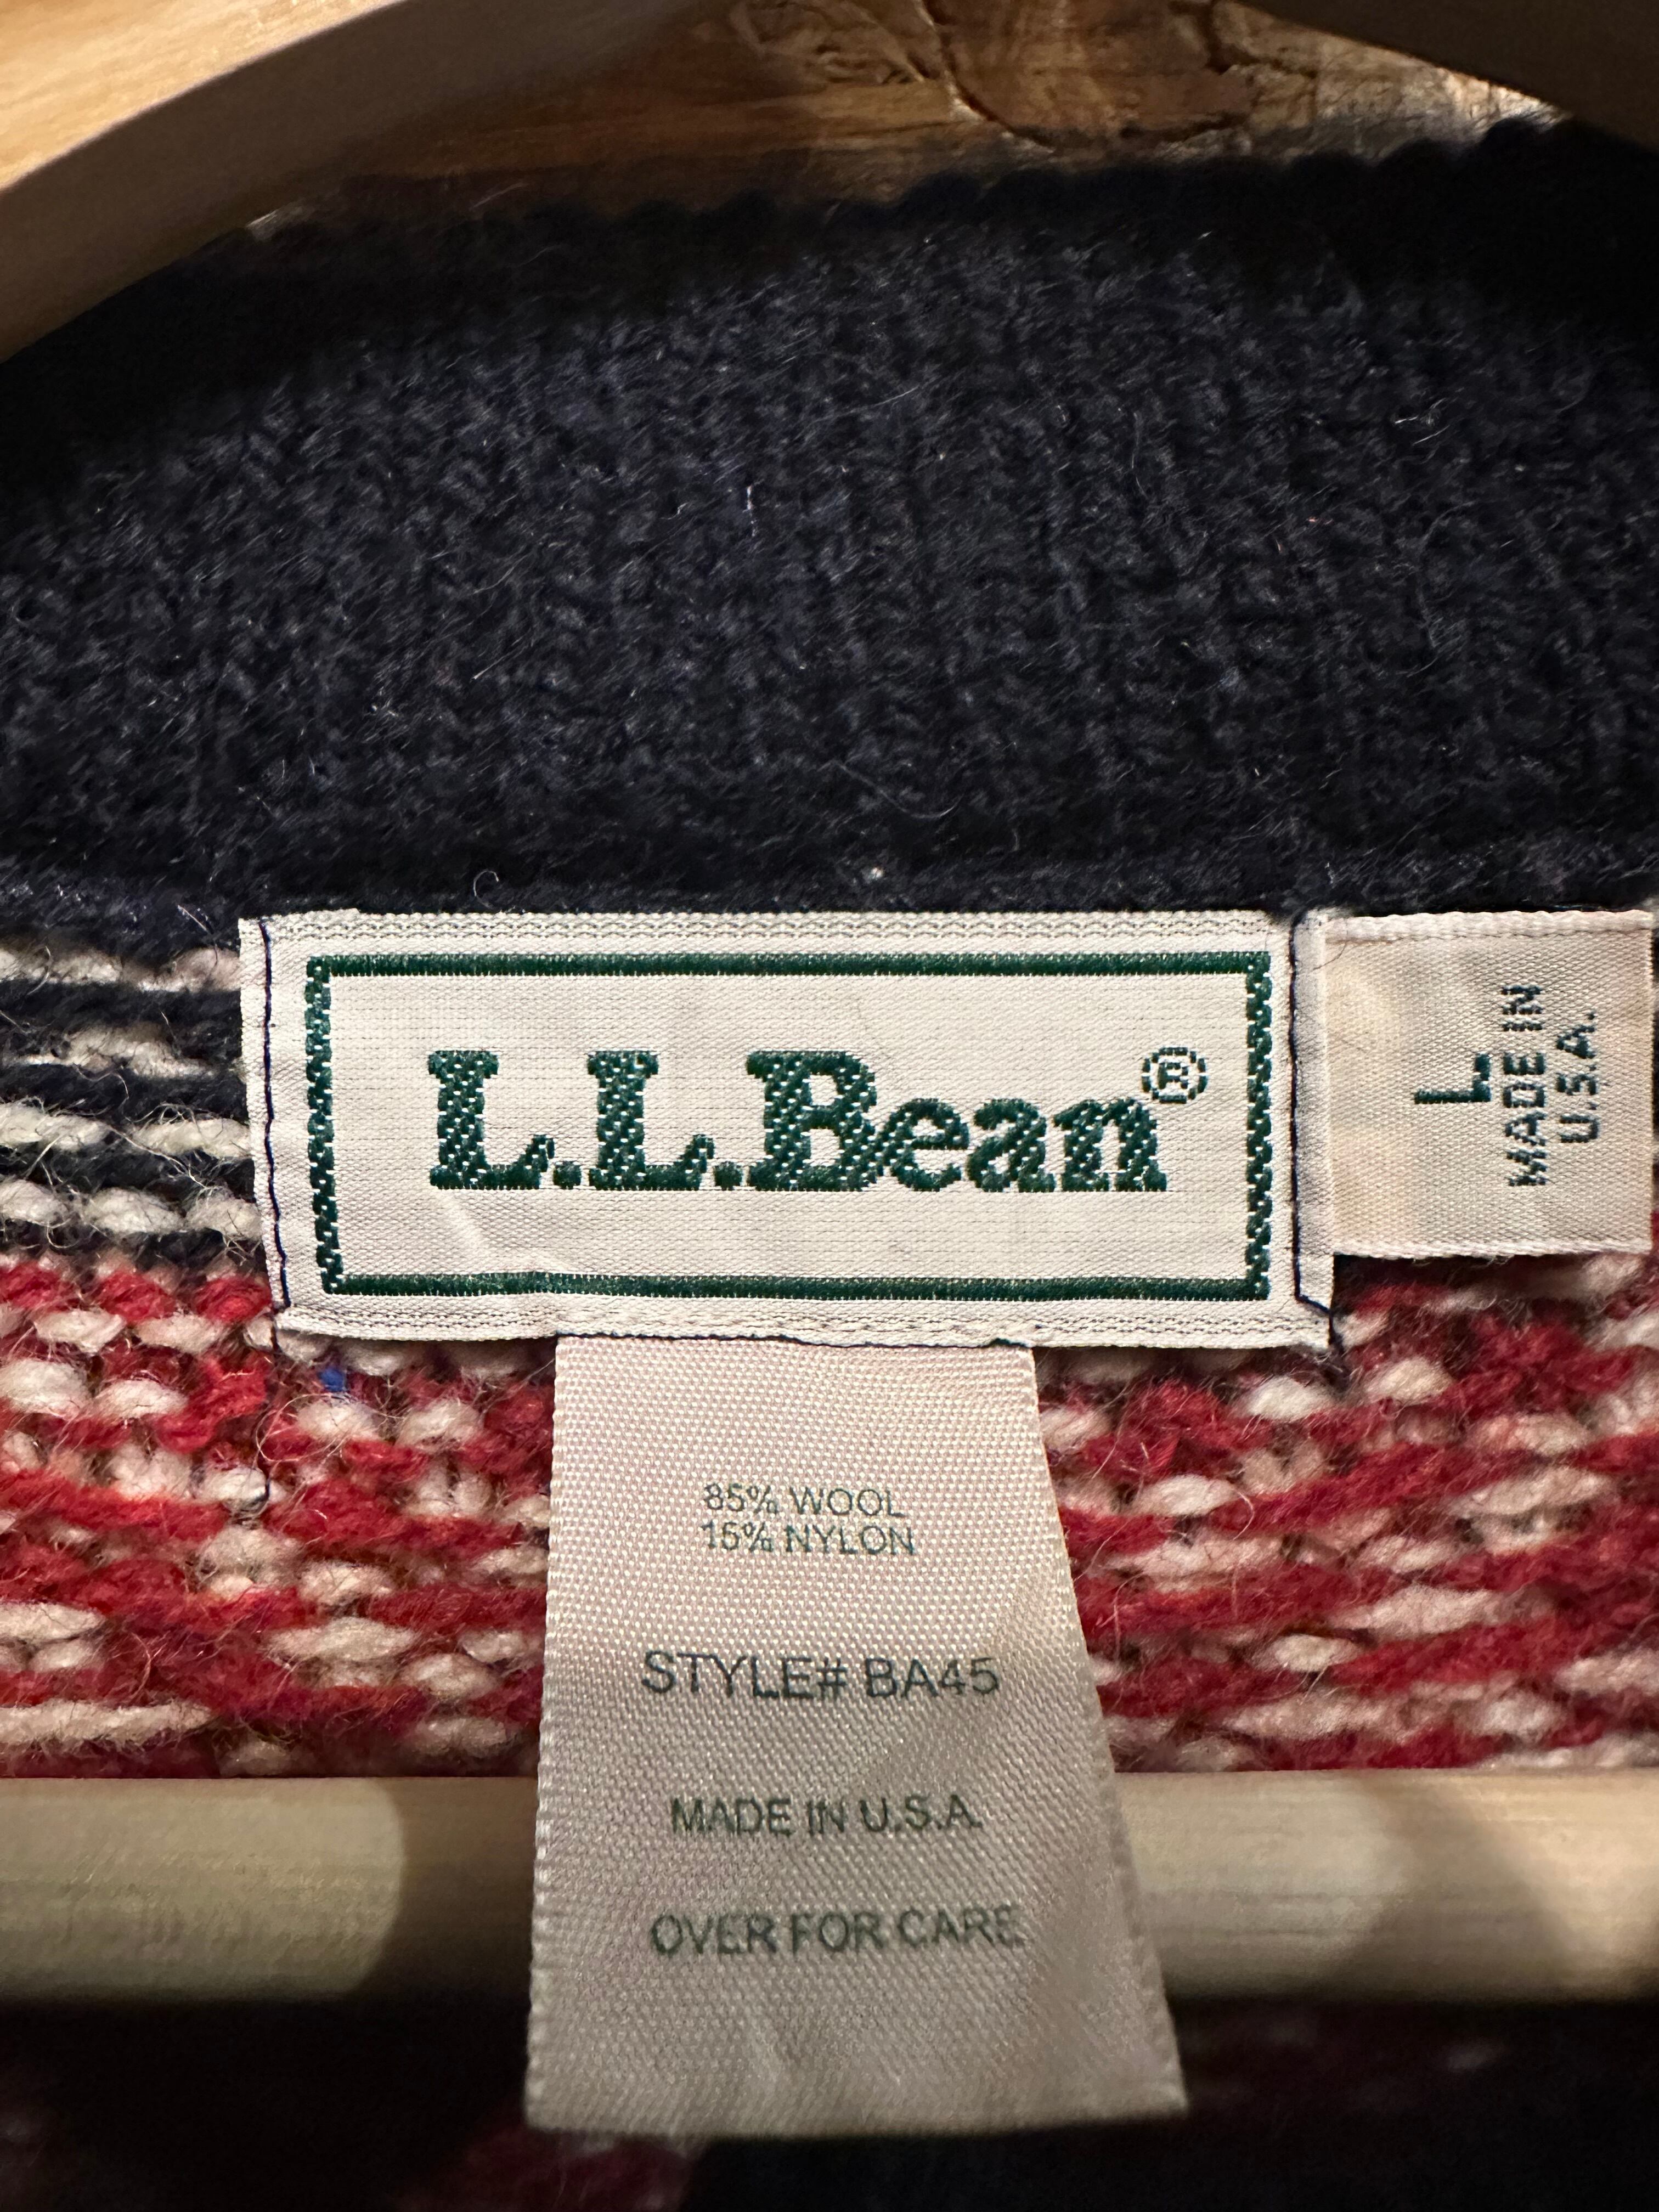 L.L.Bean®
L
MADE IN
U.S.A.
85% WOOL
15% NYLON
STYLE# BA45
MADE IN U.S.A.
OVER FOR CARE